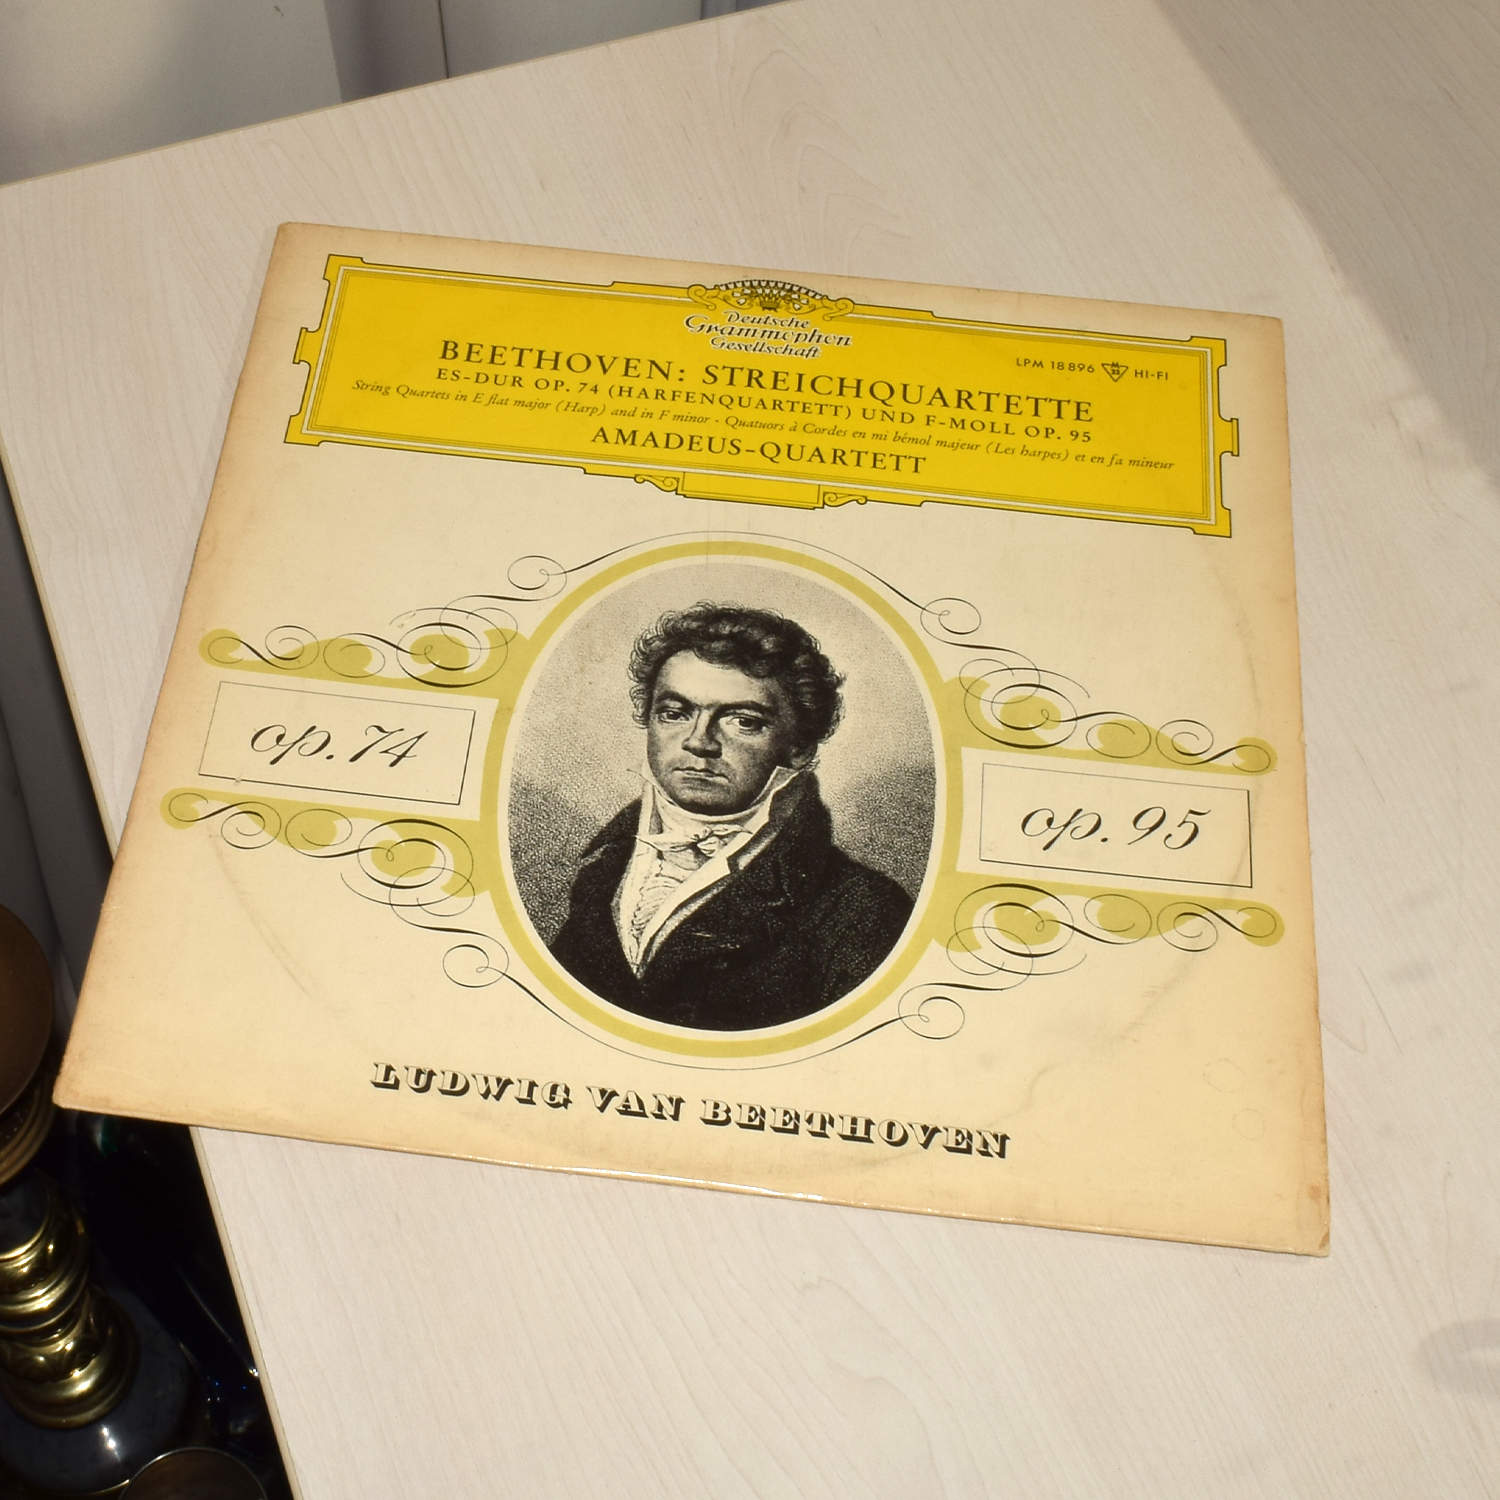 Deutsche
Grammophon
Gesellschaft
LPM 18896 M 33 HI-FI
BEETHOVEN: STREICHQUARTETTE
ES-DUR OP. 74 (HARFENQUARTETT) UND F-MOLL OP. 95
String Quartets in E flat major (Harp) and in F minor · Quatuors à Cordes en mi bémol majeur (Les harpes) et en fa mineur
AMADEUS-QUARTETT
op. 74
op. 95
LUDWIG VAN BEETHOVEN